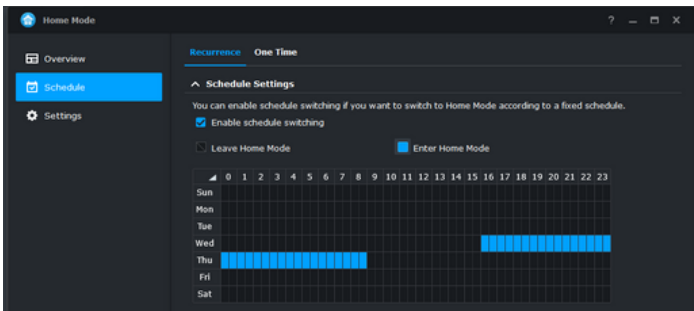 Home Mode
Overview
Schedule
Settings
Recurrence One Time
Schedule Settings
You can enable schedule switching if you want to switch to Home Mode according to a fixed schedule.
Enable schedule switching
Leave Home Mode Enter Home Mode
0 1 2 3 4 5 6 7 8 9 10 11 12 13 14 15 16 17 18 19 20 21 22 23
Sun
Mon
Tue
Wed
Thu
Fri
Sat